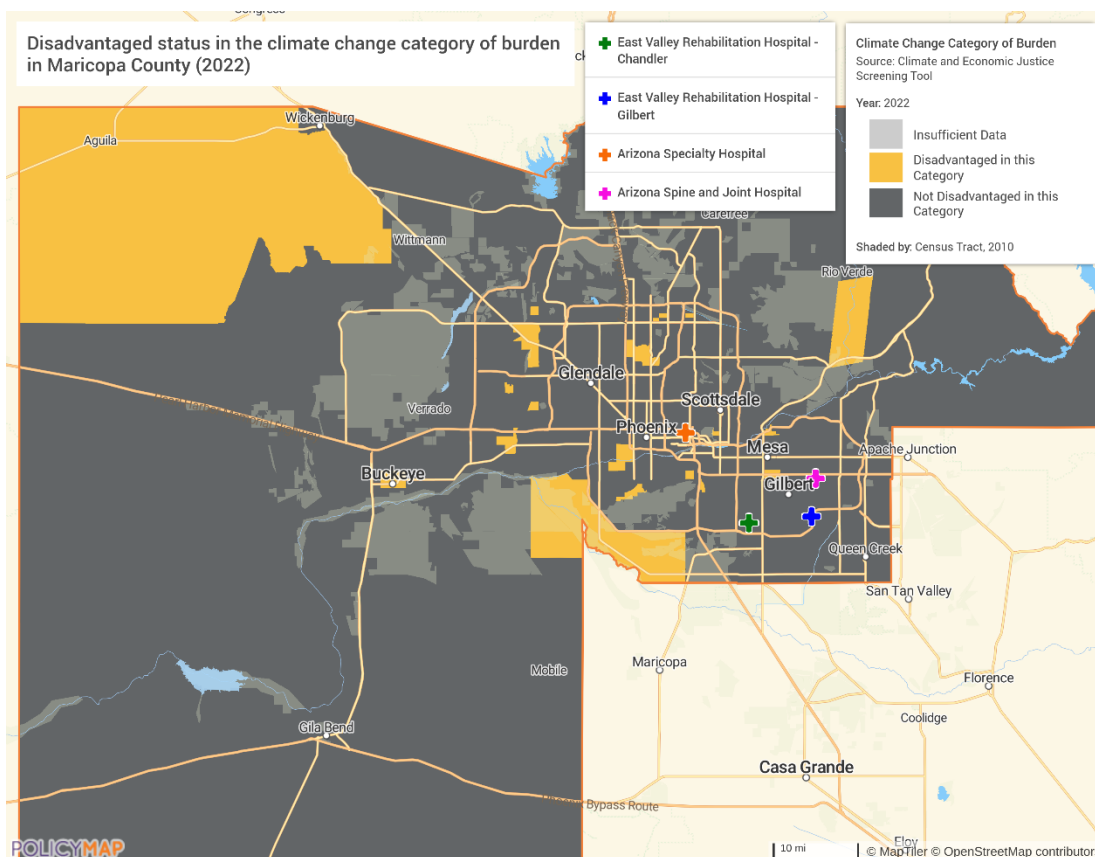 Congress
Disadvantaged status in the climate change category of burden
in Maricopa County (2022)
East Valley Rehabilitation Hospital -
Chandler
East Valley Rehabilitation Hospital -
Gilbert
Arizona Specialty Hospital
Arizona Spine and Joint Hospital
Climate Change Category of Burden
Source: Climate and Economic Justice
Screening Tool
Year: 2022
Insufficient Data
Disadvantaged in this
Category
Not Disadvantaged in this
Category
Shaded by: Census Tract, 2010
Wickenburg
Aguila
Carefree
Wittmann
Rio Verde
Glendale
Scottsdale
Verrado
Phoenix
Mesa
Apache Junction
Buckeye
Gilbert
Queen Creek
San Tan Valley
Mobile
Maricopa
Florence
Coolidge
Gila Bend
Casa Grande
Bypass Route
Eloy
POLICYMAP
10 mi
© MapTiler © OpenStreetMap contributor